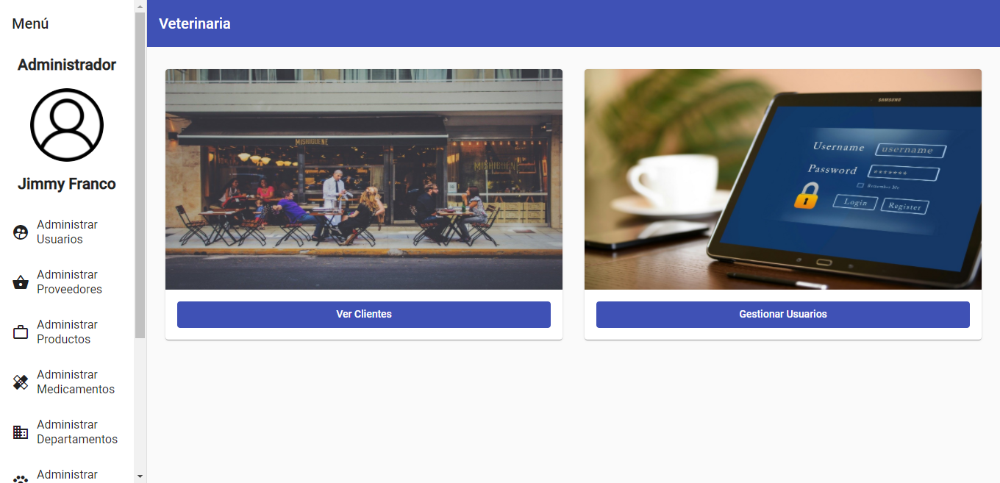 Menú
Administrador
Jimmy Franco
Administrar
Usuarios
Administrar
Proveedores
Administrar
Productos
Administrar
Medicamentos
Administrar
Departamentos
Administrar
Veterinaria
MISHIGUENE
MISHIGUENE
Ver Clientes
SAMSUNG
Username username
Password *******
Remember Me
Login Register
Gestionar Usuarios